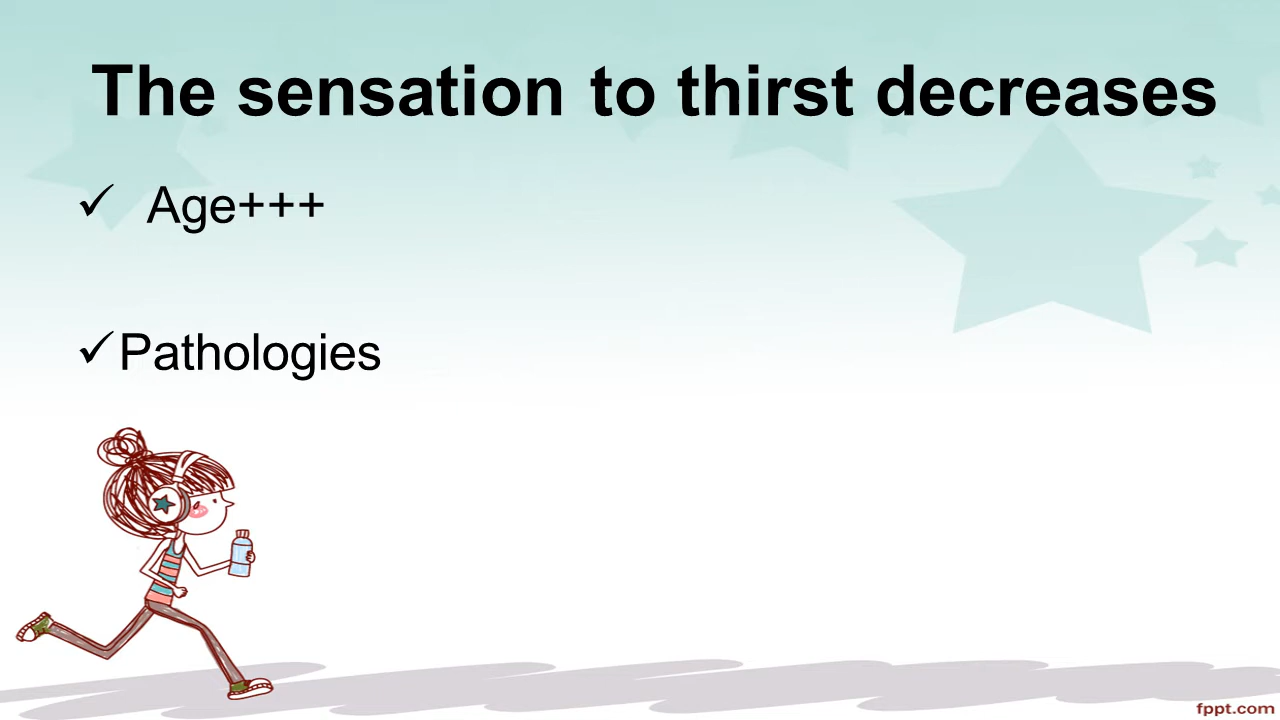 The sensation to thirst decreases
✓ Age+++
✓Pathologies
fppt.com